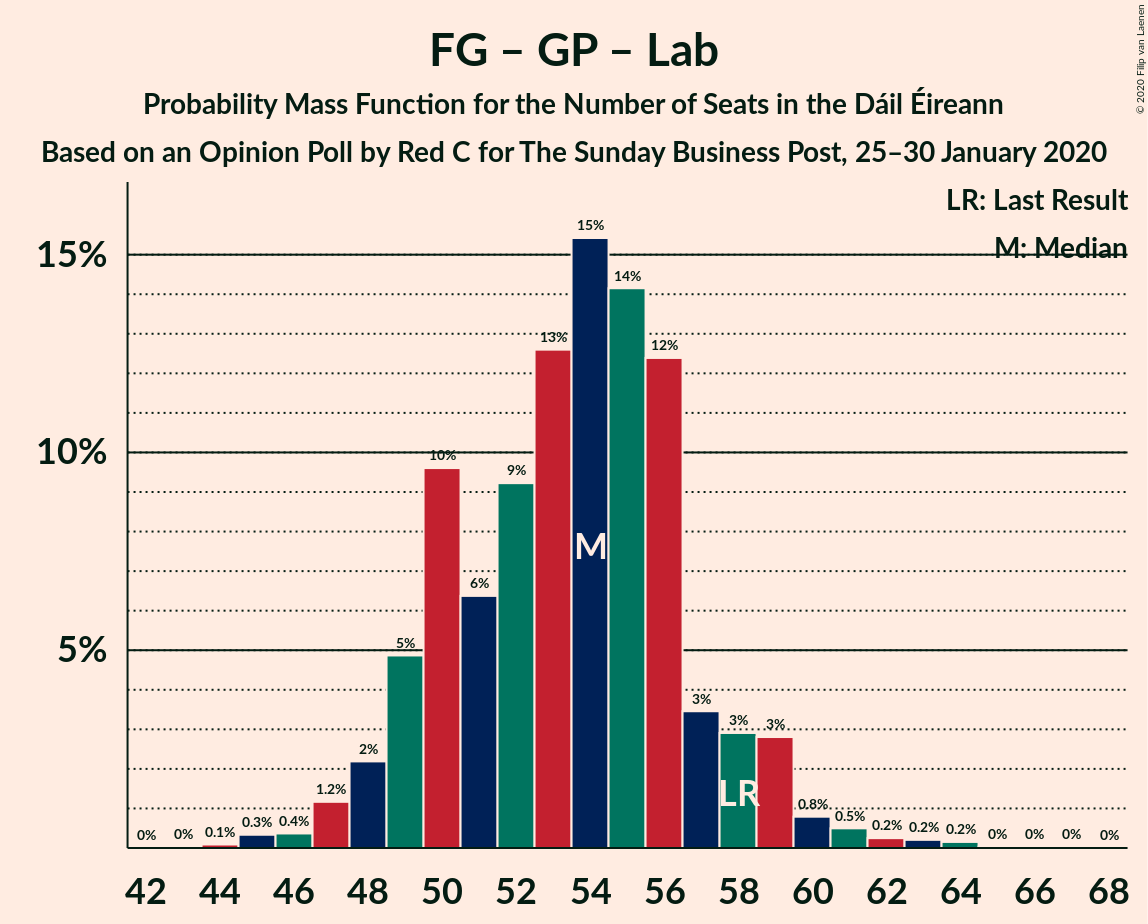 FG – GP – Lab
Probability Mass Function for the Number of Seats in the Dáil Éireann
Based on an Opinion Poll by Red C for The Sunday Business Post, 25–30 January 2020
© 2020 Filip van Laenen
LR: Last Result
M: Median
15%
10%
5%
0% 0% 0.1% 0.3% 0.4% 1.2% 2% 5% 10% 6% 9% 13% 15% 14% 12% 3% 3% 3% 0.8% 0.5% 0.2% 0.2% 0.2% 0% 0% 0% 0%
M
LR
42 44 46 48 50 52 54 56 58 60 62 64 66 68